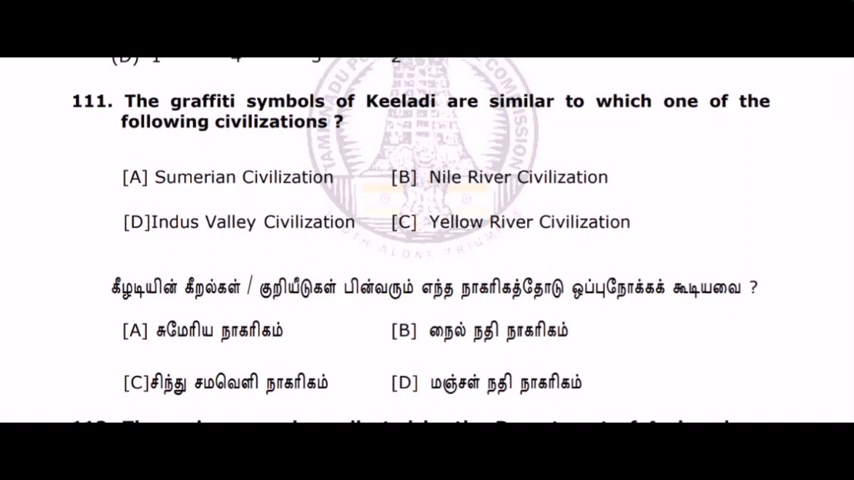 111. The graffiti symbols of Keeladi are similar to which one of the
following civilizations ?
[A] Sumerian Civilization [B] Nile River Civilization
[D]Indus Valley Civilization [C] Yellow River Civilization
கீழடியின் கீறல்கள் / குறியீடுகள் பின்வரும் எந்த நாகரிகத்தோடு ஒப்புநோக்கக் கூடியவை ?
[A] சுமேரிய நாகரிகம் [B] நைல் நதி நாகரிகம்
[C]சிந்து சமவெளி நாகரிகம் [D] மஞ்சள் நதி நாகரிகம்